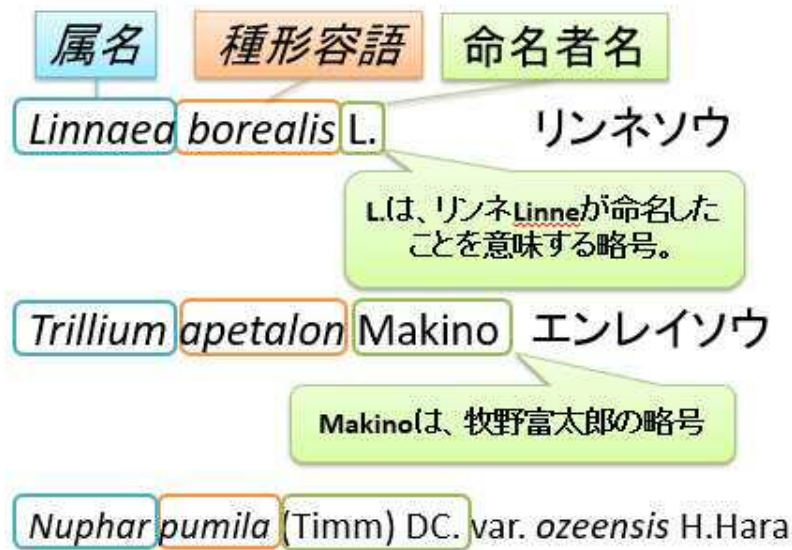 属名 種形容語 命名者名
Linnaea borealis L. リンネソウ
L.は、リンネLinneが命名した
ことを意味する略号。
Trillium apetalon Makino エンレイソウ
Makinoは、牧野富太郎の略号
Nuphar pumila (Timm) DC. var. ozeensis H.Hara